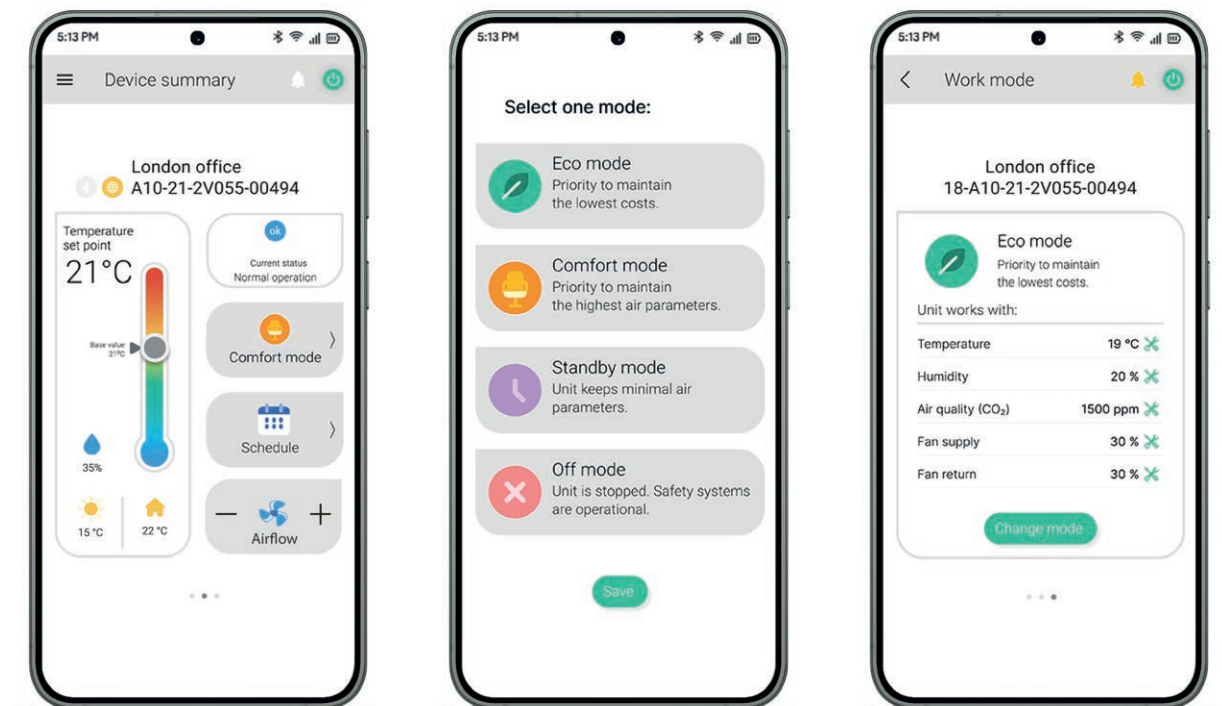 5:13 PM
Device summary
London office
A10-21-2V055-00494
Temperature
set point
21°C
Base value
21°C
35%
15 °C
22 °C
ok
Current status
Normal operation
Comfort mode
Schedule
Airflow
5:13 PM
Select one mode:
Eco mode
Priority to maintain
the lowest costs.
Comfort mode
Priority to maintain
the highest air parameters.
Standby mode
Unit keeps minimal air
parameters.
Off mode
Unit is stopped. Safety systems
are operational.
Save
5:13 PM
Work mode
London office
18-A10-21-2V055-00494
Eco mode
Priority to maintain
the lowest costs.
Unit works with:
Temperature 19 °C
Humidity 20 %
Air quality (CO₂) 1500 ppm
Fan supply 30 %
Fan return 30 %
Change mode